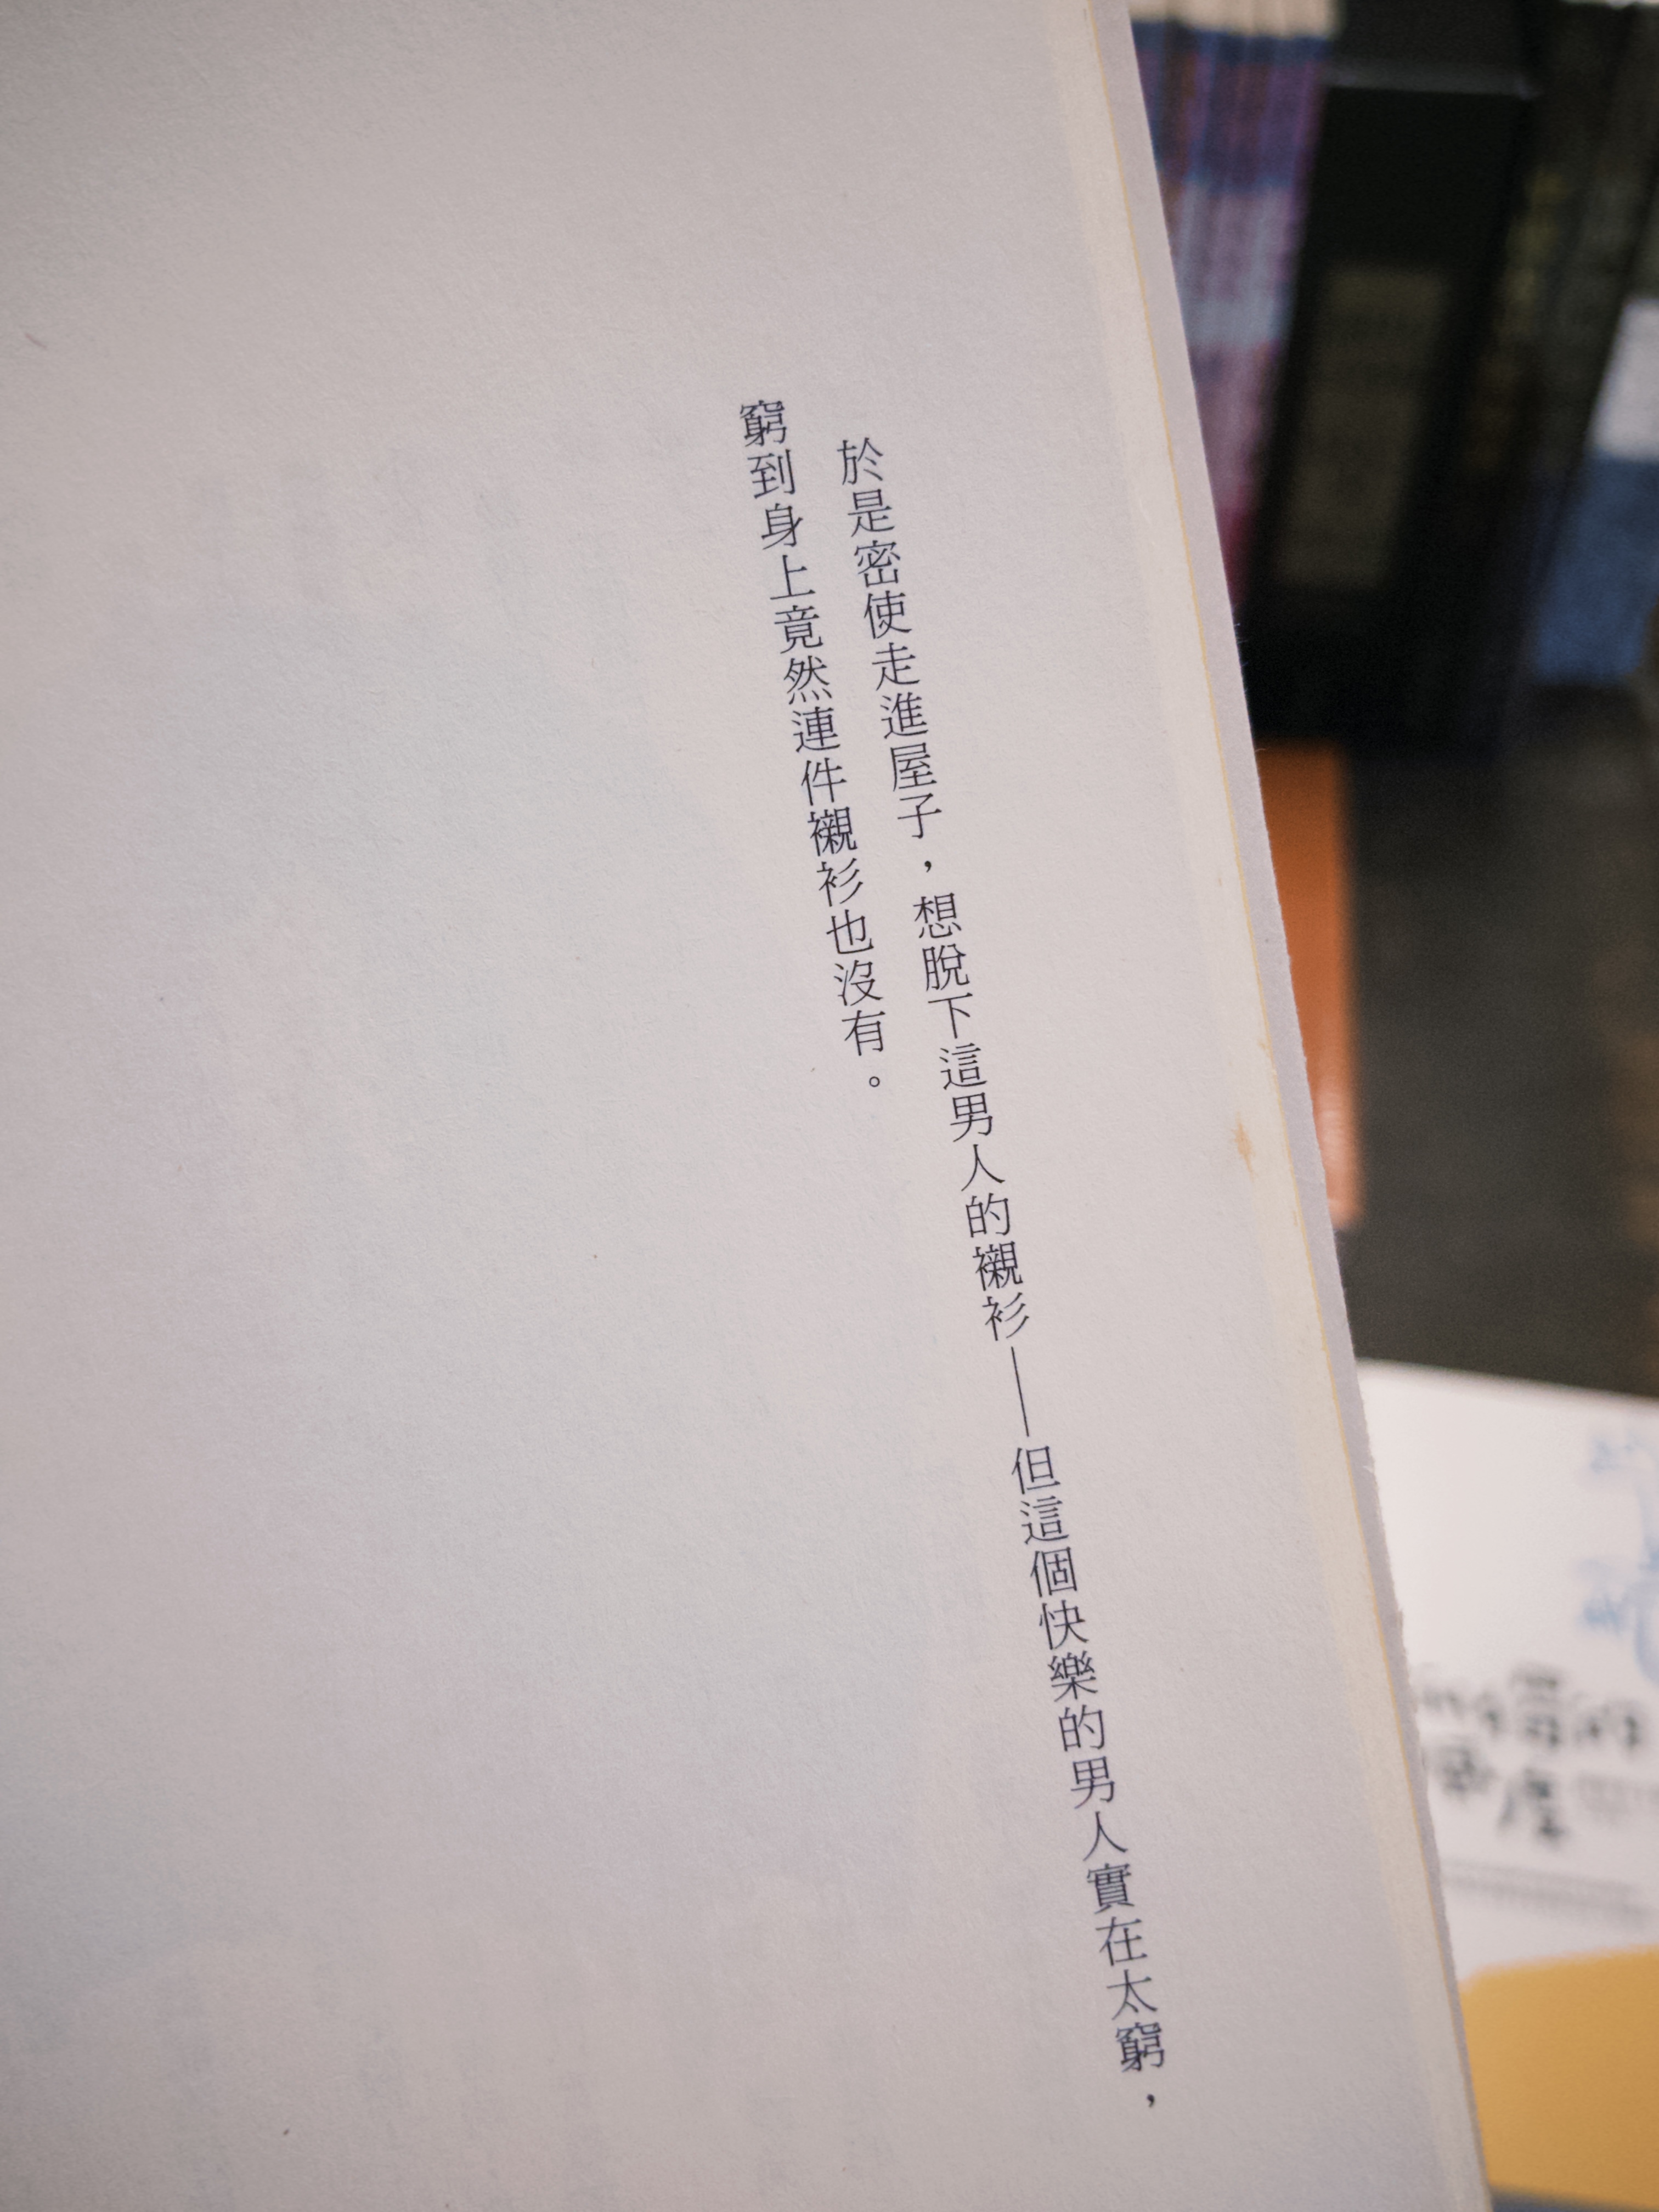 於是密使走進屋子，想脫下這男人的襯衫——但這個快樂的男人實在太窮，
窮到身上竟然連件襯衫也沒有。